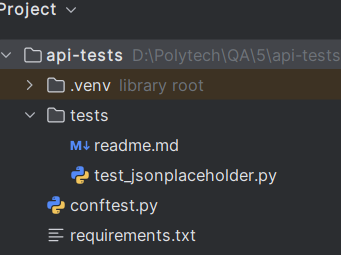 Project
api-tests D:\Polytech\QA\5\api-tests
.venv library root
tests
M↓ readme.md
test_jsonplaceholder.py
conftest.py
requirements.txt